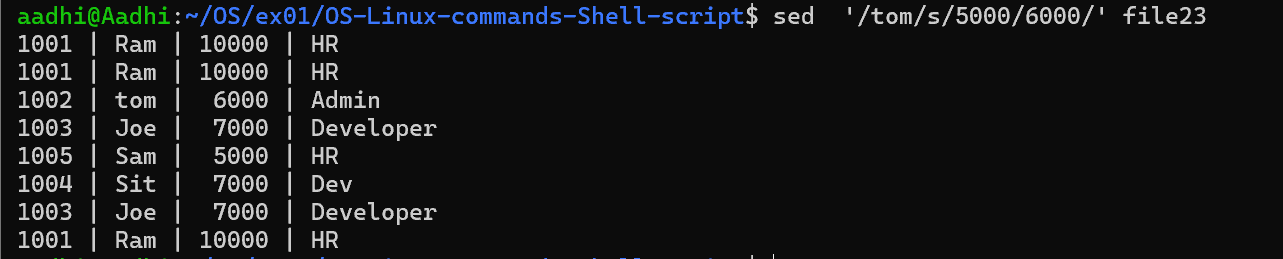 aadhi@Aadhi:~/OS/ex01/OS-Linux-commands-Shell-script$ sed  '/tom/s/5000/6000/' file23
1001 | Ram | 10000 | HR
1001 | Ram | 10000 | HR
1002 | tom |  6000 | Admin
1003 | Joe |  7000 | Developer
1005 | Sam |  5000 | HR
1004 | Sit |  7000 | Dev
1003 | Joe |  7000 | Developer
1001 | Ram | 10000 | HR